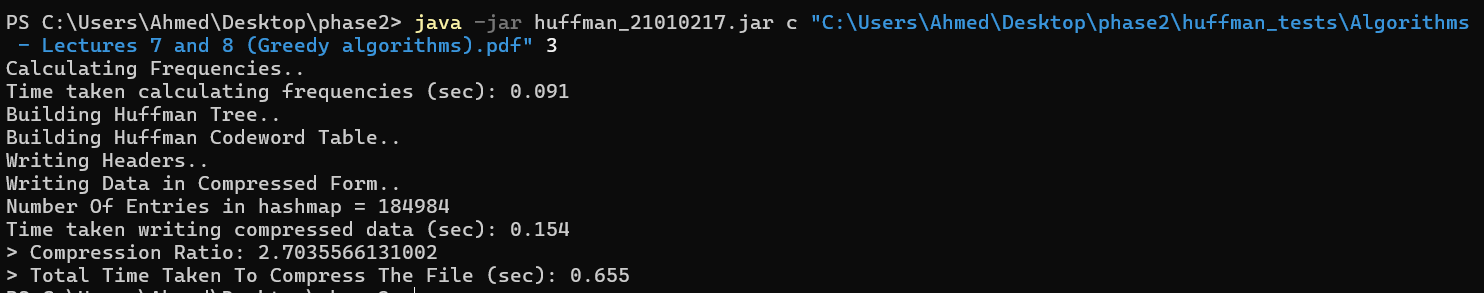 PS C:\Users\Ahmed\Desktop\phase2> java -jar huffman_21010217.jar c "C:\Users\Ahmed\Desktop\phase2\huffman_tests\Algorithms
 - Lectures 7 and 8 (Greedy algorithms).pdf" 3
Calculating Frequencies..
Time taken calculating frequencies (sec): 0.091
Building Huffman Tree..
Building Huffman Codeword Table..
Writing Headers..
Writing Data in Compressed Form..
Number Of Entries in hashmap = 184984
Time taken writing compressed data (sec): 0.154
> Compression Ratio: 2.7035566131002
> Total Time Taken To Compress The File (sec): 0.655